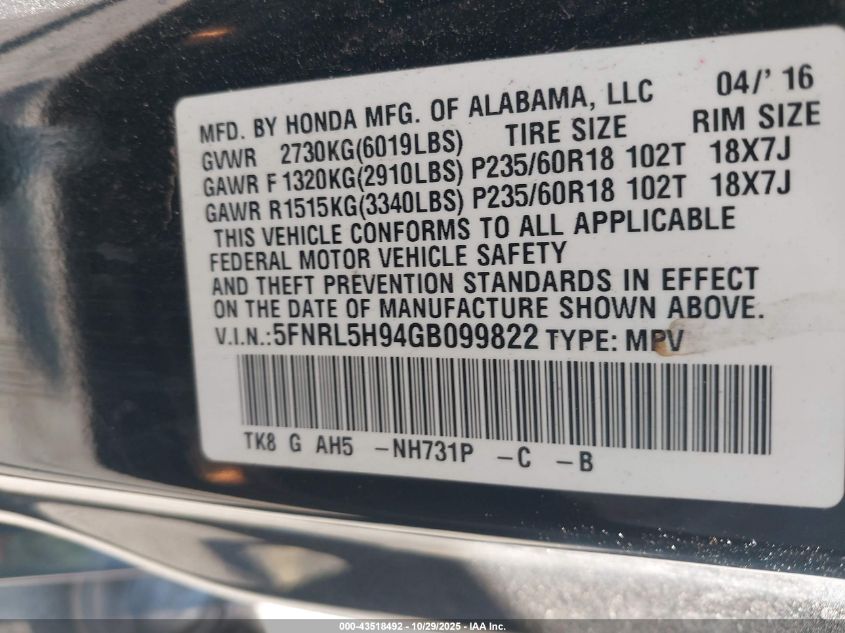 MFD. BY HONDA MFG. OF ALABAMA, LLC 04/' 16
GVWR 2730KG(6019LBS) TIRE SIZE RIM SIZE
GAWR F 1320KG(2910LBS) P235/60R18 102T 18X7J
GAWR R1515KG(3340LBS) P235/60R18 102T 18X7J
THIS VEHICLE CONFORMS TO ALL APPLICABLE
FEDERAL MOTOR VEHICLE SAFETY
AND THEFT PREVENTION STANDARDS IN EFFECT
ON THE DATE OF MANUFACTURE SHOWN ABOVE.
V.I.N.:5FNRL5H94GB099822 TYPE: MPV
TK8 G AH5 -NH731P -C -B
000-43518492 - 10/29/2025 - IAA Inc.